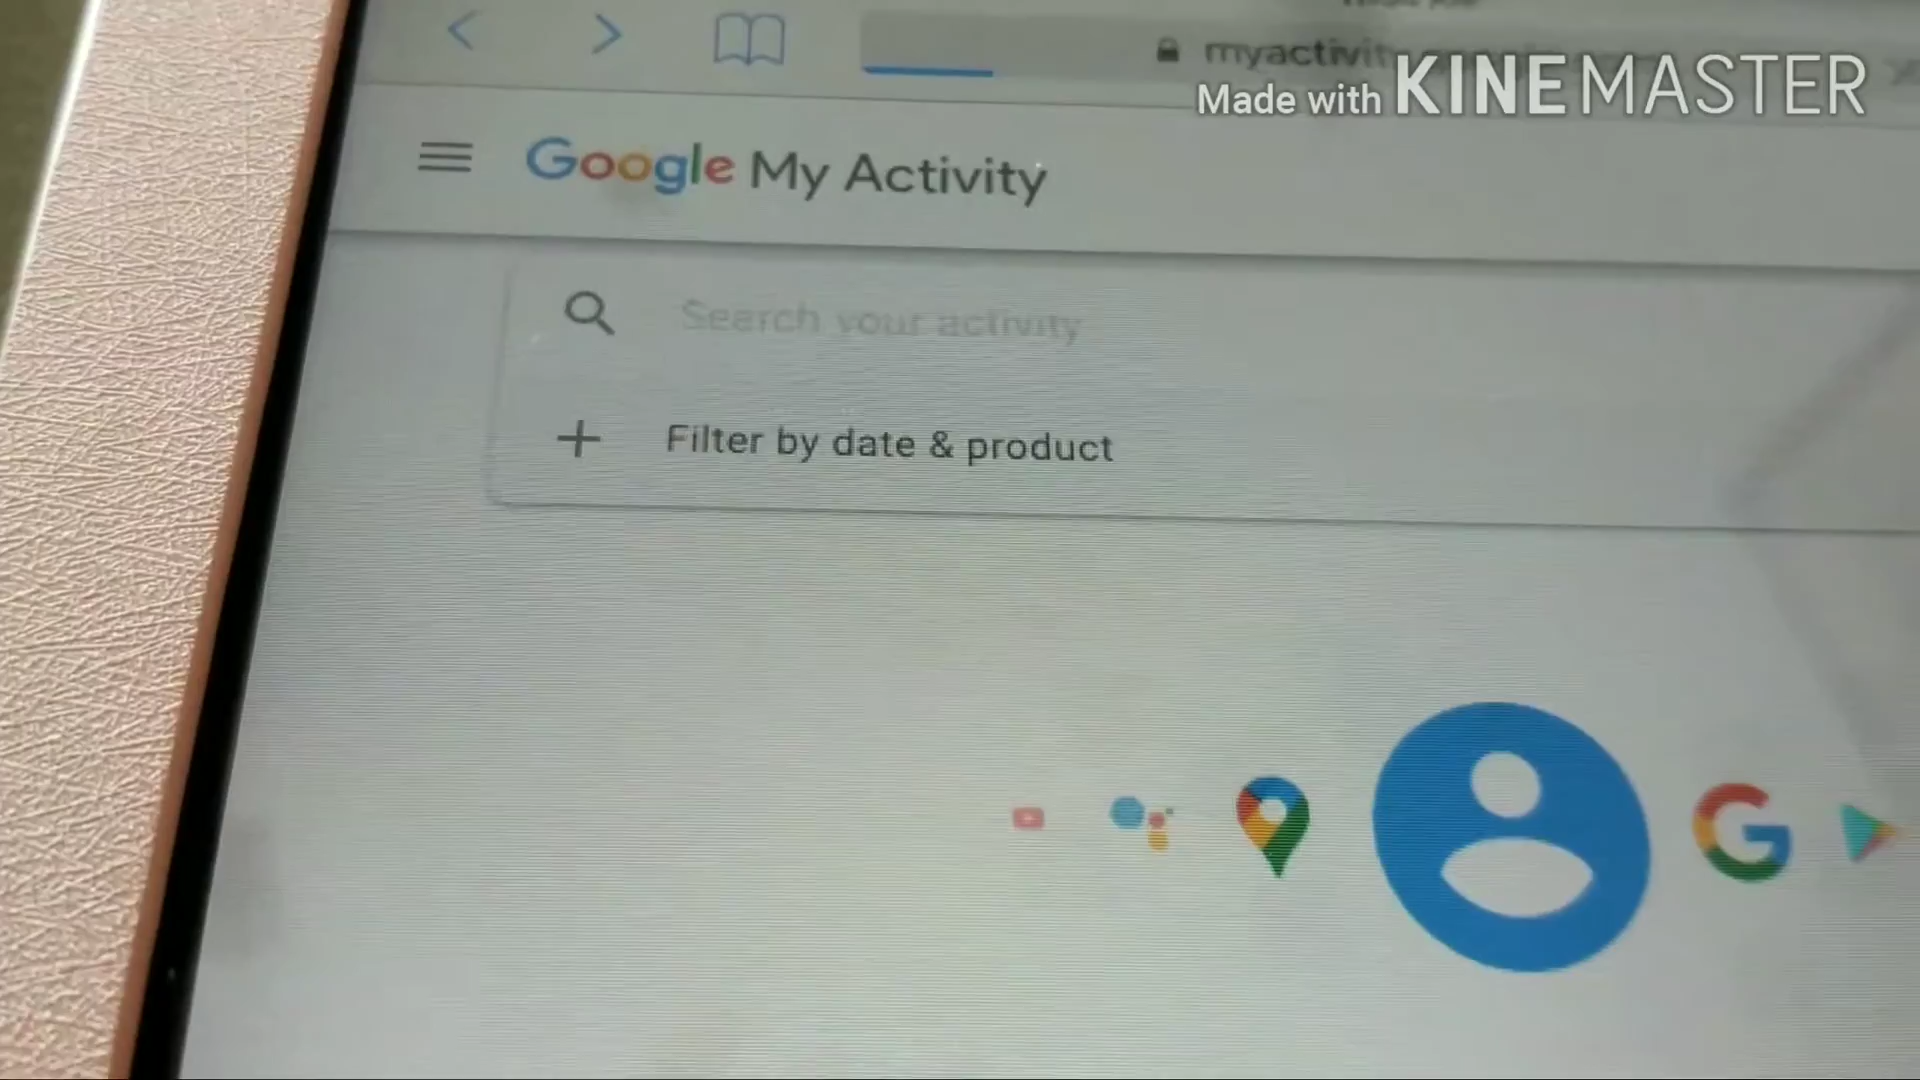 myactivit
Made with KINEMASTER
Google My Activity
Search your activity
Filter by date & product